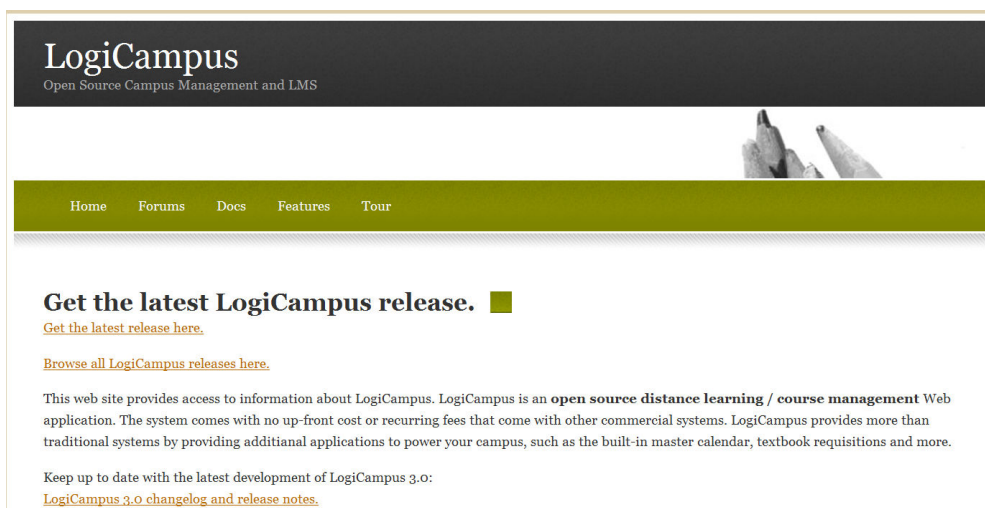 LogiCampus
Open Source Campus Management and LMS
Home Forums Docs Features Tour
Get the latest LogiCampus release.
Get the latest release here.
Browse all LogiCampus releases here.
This web site provides access to information about LogiCampus. LogiCampus is an open source distance learning / course management Web
application. The system comes with no up-front cost or recurring fees that come with other commercial systems. LogiCampus provides more than
traditional systems by providing additianal applications to power your campus, such as the built-in master calendar, textbook requisitions and more.
Keep up to date with the latest development of LogiCampus 3.0:
LogiCampus 3.0 changelog and release notes.